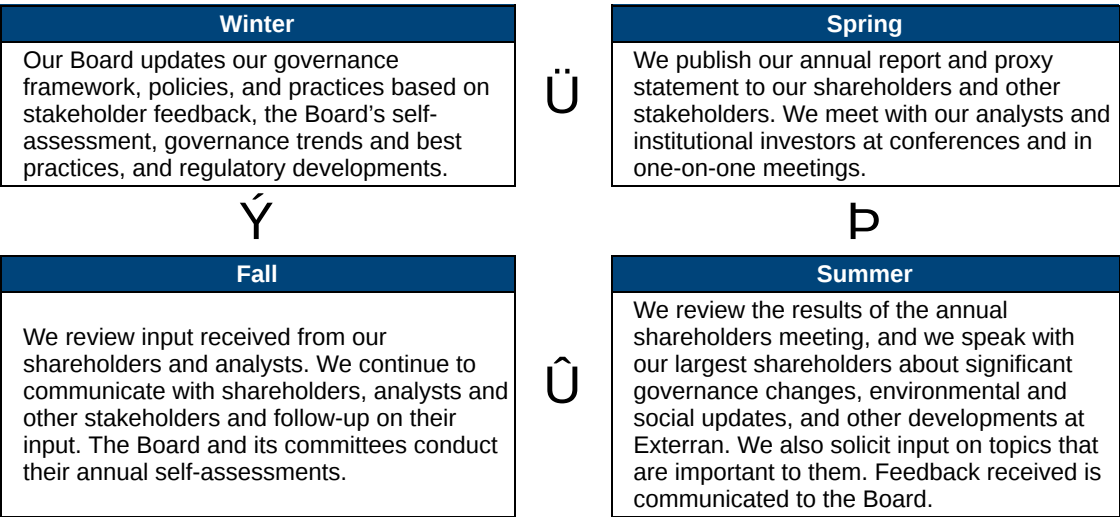 Winter
Our Board updates our governance
framework, policies, and practices based on
stakeholder feedback, the Board’s self-
assessment, governance trends and best
practices, and regulatory developments.
Ü
Spring
We publish our annual report and proxy
statement to our shareholders and other
stakeholders. We meet with our analysts and
institutional investors at conferences and in
one-on-one meetings.
Ý
Þ
Fall
We review input received from our
shareholders and analysts. We continue to
communicate with shareholders, analysts and
other stakeholders and follow-up on their
input. The Board and its committees conduct
their annual self-assessments.
Û
Summer
We review the results of the annual
shareholders meeting, and we speak with
our largest shareholders about significant
governance changes, environmental and
social updates, and other developments at
Exterran. We also solicit input on topics that
are important to them. Feedback received is
communicated to the Board.